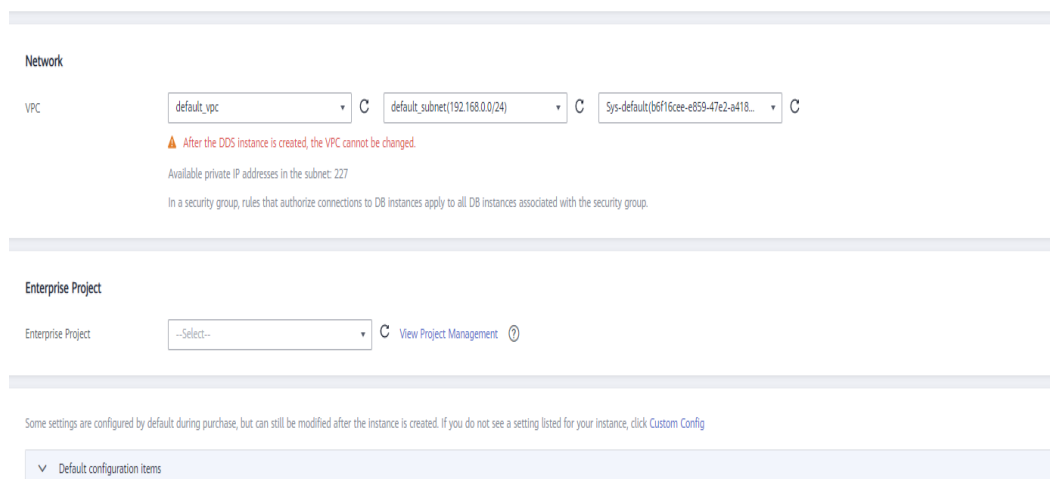 Network
VPC default_vpc default_subnet(192.168.0.0/24) Sys-default(b6f16cee-e859-47e2-a418...
After the DDS instance is created, the VPC cannot be changed.
Available private IP addresses in the subnet: 227
In a security group, rules that authorize connections to DB instances apply to all DB instances associated with the security group.
Enterprise Project
Enterprise Project --Select-- View Project Management ?
Some settings are configured by default during purchase, but can still be modified after the instance is created. If you do not see a setting listed for your instance, click Custom Config
Default configuration items